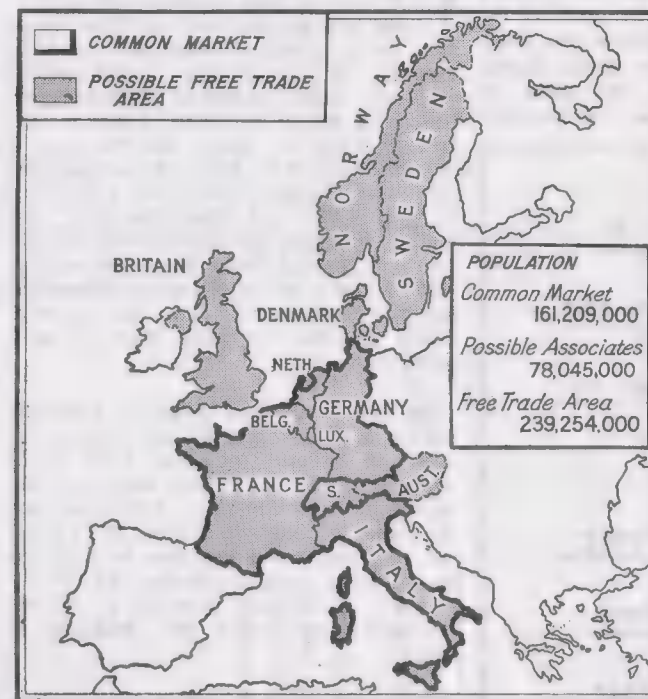 COMMON MARKET
POSSIBLE FREE TRADE
AREA
NORWAY
SWEDEN
BRITAIN
DENMARK
NETH.
GERMANY
BELG.
LUX.
FRANCE
S.
AUST.
ITALY
POPULATION
Common Market
161,209,000
Possible Associates
78,045,000
Free Trade Area
239,254,000